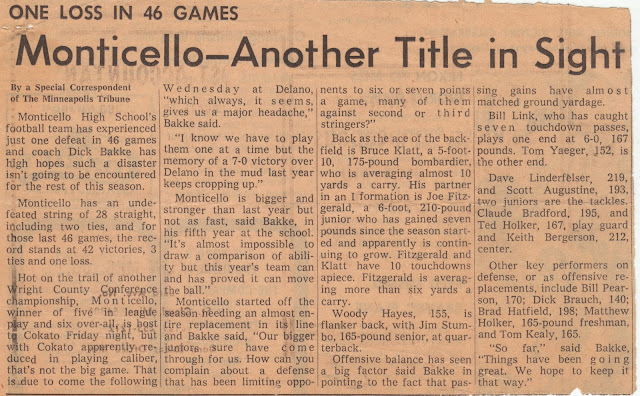 ONE LOSS IN 46 GAMES
Monticello—Another Title in Sight
By a Special Correspondent
of The Minneapolis Tribune
Monticello High School's
football team has experienced
just one defeat in 46 games
and coach Dick Bakke has
high hopes such a disaster
isn't going to be encountered
for the rest of this season.
Monticello has an unde-
feated string of 28 straight,
including two ties, and for
those last 46 games, the rec-
ord stands at 42 victories, 3
ties and one loss.
Hot on the trail of another
Wright County Conference
championship, Monticello,
winner of five in league
play and six over-all, is host
to Cokato Friday night, but
with Cokato apparently re-
duced in playing caliber,
that's not the big game. That
is due to come the following
Wednesday at Delano,
"which always, it seems,
gives us a major headache,"
Bakke said.
"I know we have to play
them one at a time but the
memory of a 7-0 victory over
Delano in the mud last year
keeps cropping up."
Monticello is bigger and
stronger than last year but
not as fast, said Bakke, in
his fifth year at the school.
"It's almost impossible to
draw a comparison of abili-
ty but this year's team can
and has proved it can move
the ball."
Monticello started off the
season needing an almost en-
tire replacement in its line
and Bakke said, "Our bigger
juniors sure have come
through for us. How can you
complain about a defense
that has been limiting oppo-
nents to six or seven points
a game, many of them
against second or third
stringers?"
Back as the ace of the back-
field is Bruce Klatt, a 5-foot-
10, 175-pound bombardier,
who is averaging almost 10
yards a carry. His partner
in an I formation is Joe Fitz-
gerald, a 6-foot, 210-pound
junior who has gained seven
pounds since the season start-
ed and apparently is contin-
uing to grow. Fitzgerald and
Klatt have 10 touchdowns
apiece. Fitzgerald is averag-
ing more than six yards a
carry.
Woody Hayes, 155, is
flanker back, with Jim Stum-
bo, 165-pound senior, at quar-
terback.
Offensive balance has seen
a big factor said Bakke in
pointing to the fact that pas-
sing gains have almost
matched ground yardage.
Bill Link, who has caught
seven touchdown passes,
plays one end at 6-0, 167
pounds. Tom Yaeger, 152, is
the other end.
Dave Linderfelser, 219,
and Scott Augustine, 193,
two juniors are the tackles.
Claude Bradford, 195, and
Ted Holker, 167, play guard
and Keith Bergerson, 212,
center.
Other key performers on
defense, or as offensive re-
placements, include Bill Pear-
son, 170; Dick Brauch, 140;
Brad Hatfield, 198; Matthew
Holker, 165-pound freshman,
and Tom Kealy, 165.
"So far," said Bakke,
"Things have been going
great. We hope to keep it
that way."